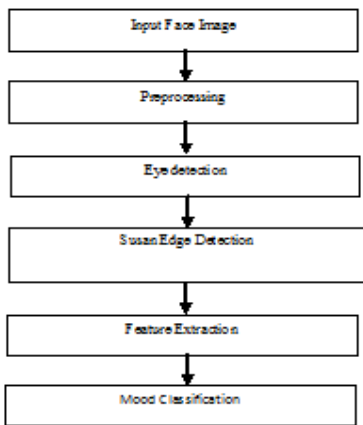 Input Face Image
Preprocessing
Eye detection
Susan Edge Detection
Feature Extraction
Mood Classification